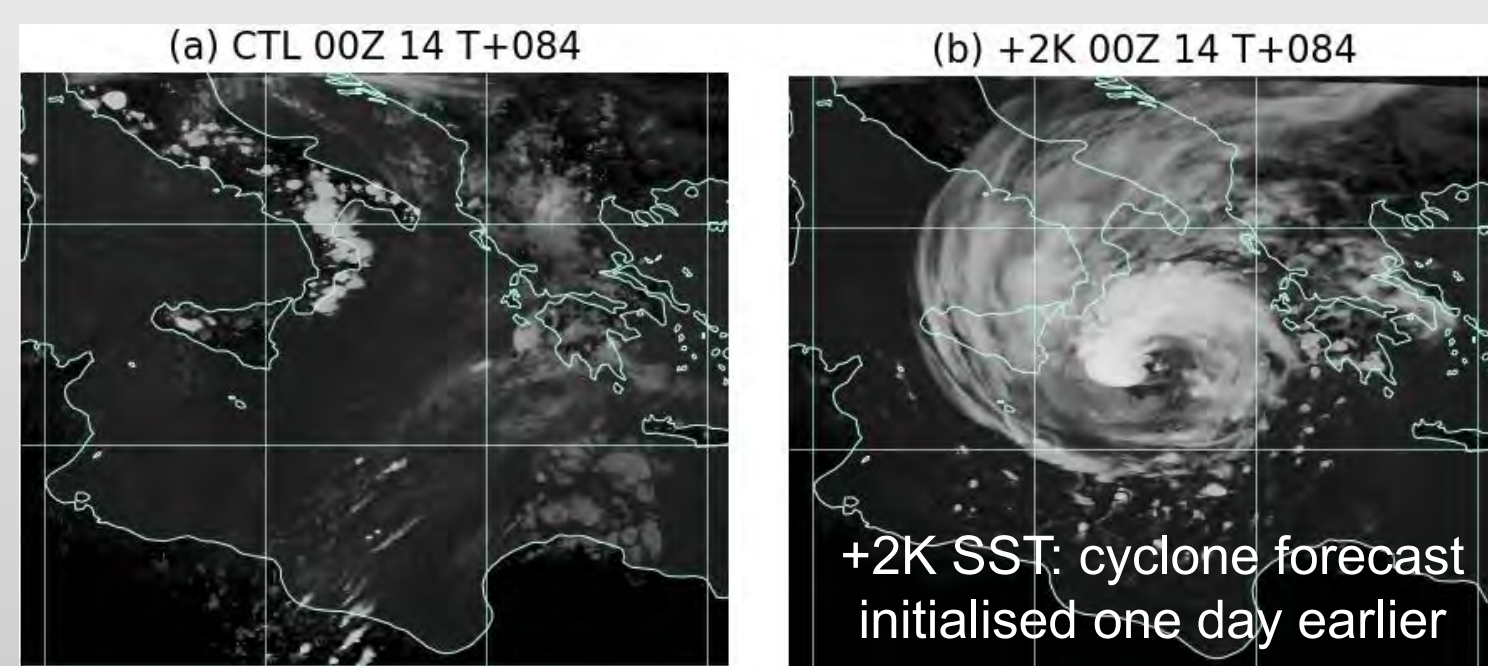 (a) CTL 00Z 14 T+084
(b) +2K 00Z 14 T+084
+2K SST: cyclone forecast
initialised one day earlier